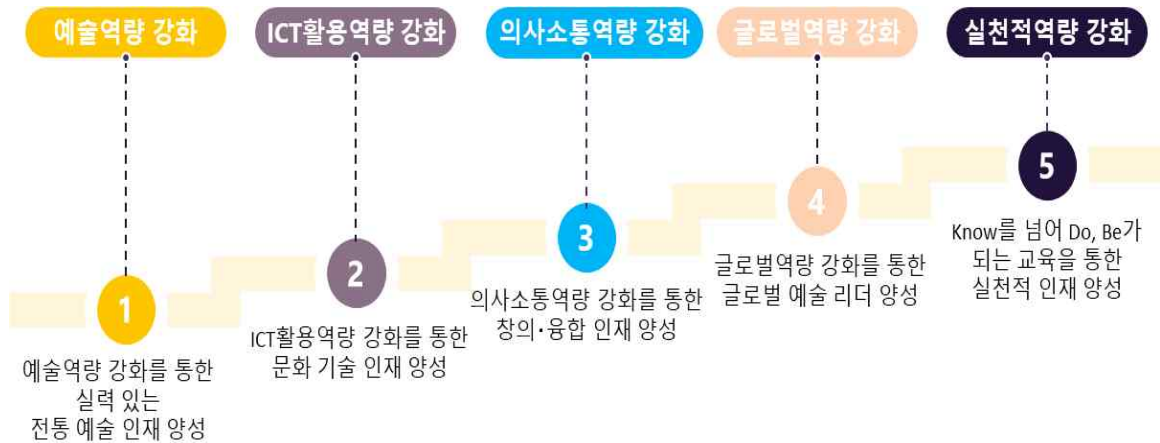 예술역량 강화
ICT활용역량 강화
의사소통역량 강화
글로벌역량 강화
실천적역량 강화
1
예술역량 강화를 통한
실력 있는
전통 예술 인재 양성
2
ICT활용역량 강화를 통한
문화 기술 인재 양성
3
의사소통역량 강화를 통한
창의·융합 인재 양성
4
글로벌역량 강화를 통한
글로벌 예술 리더 양성
5
Know를 넘어 Do, Be가
되는 교육을 통한
실천적 인재 양성